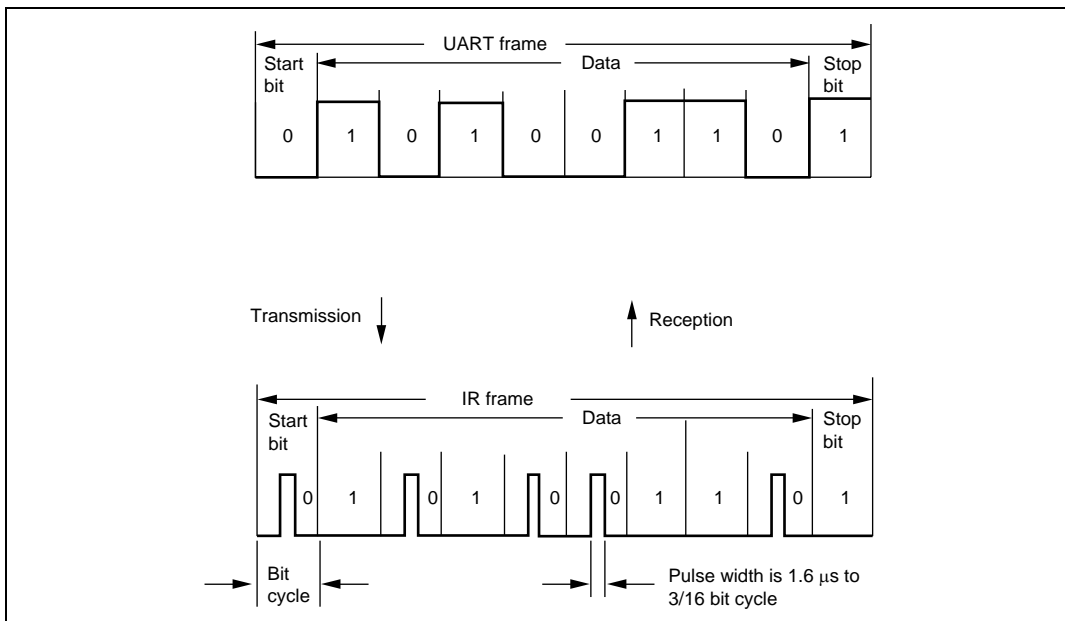 UART frame
Start
bit
Data
Stop
bit
0 1 0 1 0 0 1 1 0 1
Transmission
Reception
IR frame
Start
bit
Data
Stop
bit
0 1 0 1 0 0 1 1 0 1
Bit
cycle
Pulse width is 1.6 μs to
3/16 bit cycle